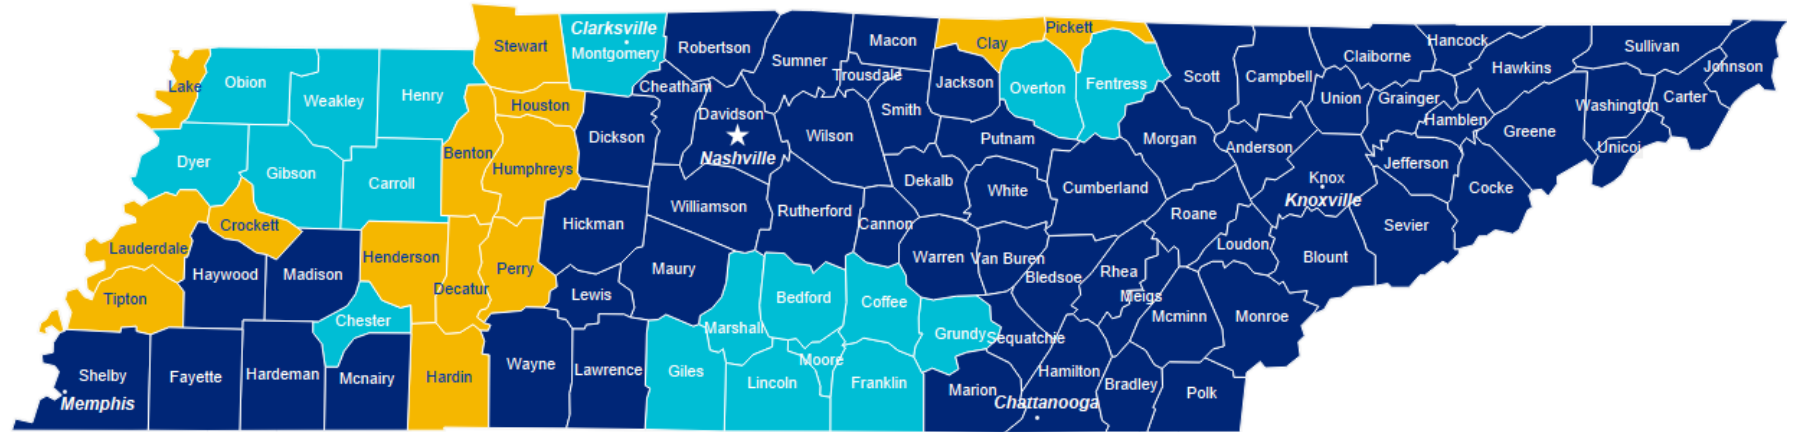 Clarksville
Pickett
Stewart
Montgomery
Robertson
Macon
Clay
Hancock
Sullivan
Sumner
Claiborne
Hawkins
Johnson
Lake
Obion
Weakley
Henry
Cheatham
Trousdale
Jackson
Overton
Fentress
Scott
Campbell
Union
Grainger
Washington
Carter
Houston
Davidson
Smith
Hamblen
Dickson
Wilson
Putnam
Morgan
Anderson
Greene
Unicoi
Dyer
Gibson
Carroll
Benton
Humphreys
Nashville
Dekalb
White
Cumberland
Knox
Knoxville
Jefferson
Cocke
Lauderdale
Crockett
Hickman
Williamson
Rutherford
Cannon
Roane
Sevier
Haywood
Madison
Henderson
Decatur
Perry
Maury
Warren
Van Buren
Bledsoe
Rhea
Loudon
Blount
Tipton
Chester
Lewis
Bedford
Coffee
Meigs
Mcminn
Monroe
Marshall
Grundy
Sequatchie
Shelby
Memphis
Fayette
Hardeman
Mcnairy
Hardin
Wayne
Lawrence
Giles
Lincoln
Moore
Franklin
Marion
Hamilton
Chattanooga
Bradley
Polk